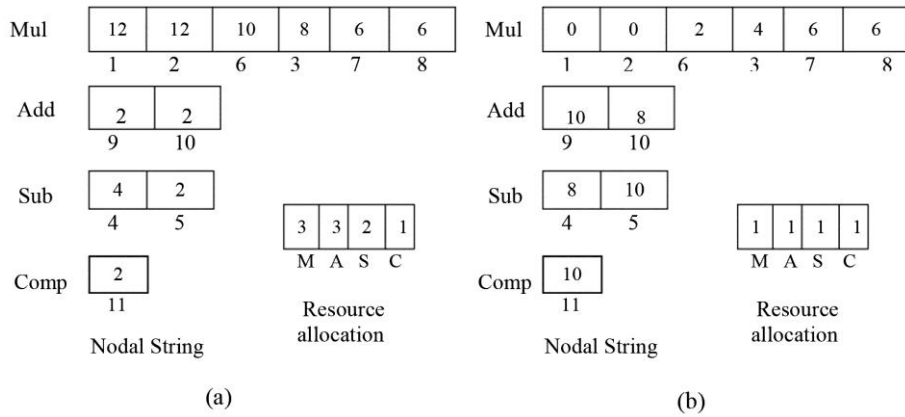 Mul 12 12 10 8 6 6
1 2 6 3 7 8
Add 2 2
9 10
Sub 4 2
4 5
3 3 2 1
M A S C
Comp 2
11
Resource
allocation
Nodal String
(a)
Mul 0 0 2 4 6 6
1 2 6 3 7 8
Add 10 8
9 10
Sub 8 10
4 5
1 1 1 1
M A S C
Comp 10
11
Resource
allocation
Nodal String
(b)